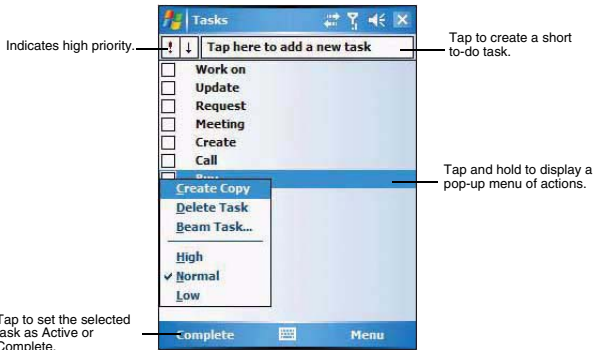 Tasks
Indicates high priority.
! ↓ Tap here to add a new task
Tap to create a short
to-do task.
Work on
Update
Request
Meeting
Create
Call
Buy
Tap and hold to display a
pop-up menu of actions.
Create Copy
Delete Task
Beam Task...
High
Normal
Low
Tap to set the selected
task as Active or
Complete.
Complete
Menu